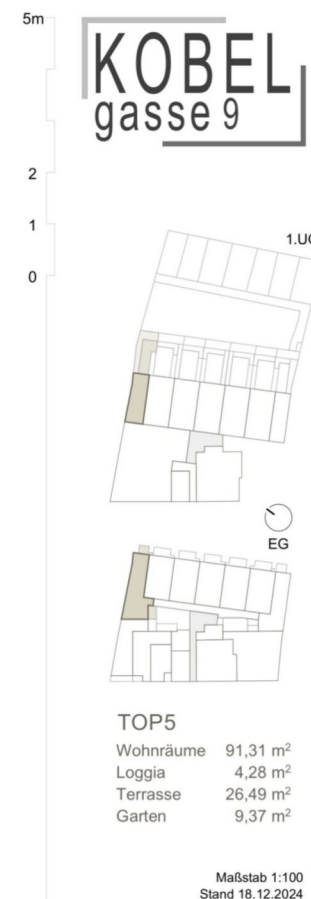 5m
KOBEL
gasse 9
2
1
0
1.UG
EG
TOP5
Wohnräume 91,31 m²
Loggia 4,28 m²
Terrasse 26,49 m²
Garten 9,37 m²
Maßstab 1:100
Stand 18.12.2024